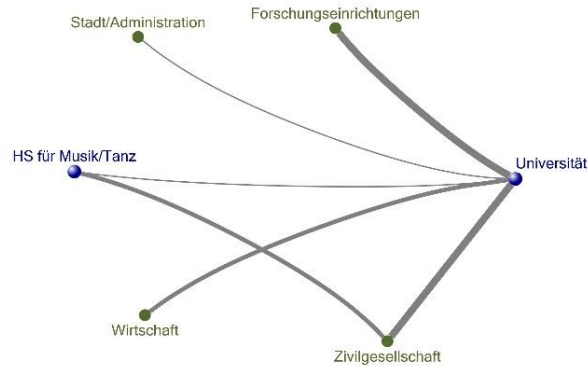 Forschungseinrichtungen
Stadt/Administration
HS für Musik/Tanz
Universität
Wirtschaft
Zivilgesellschaft